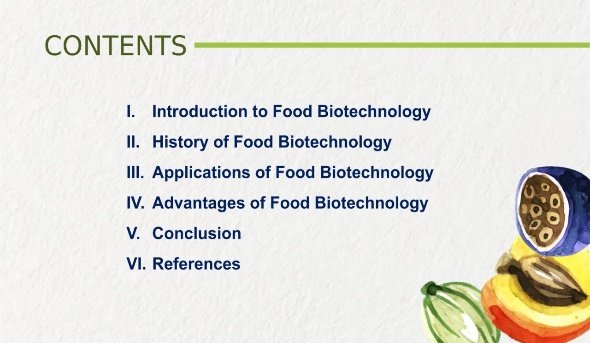 CONTENTS
I. Introduction to Food Biotechnology
II. History of Food Biotechnology
III. Applications of Food Biotechnology
IV. Advantages of Food Biotechnology
V. Conclusion
VI. References